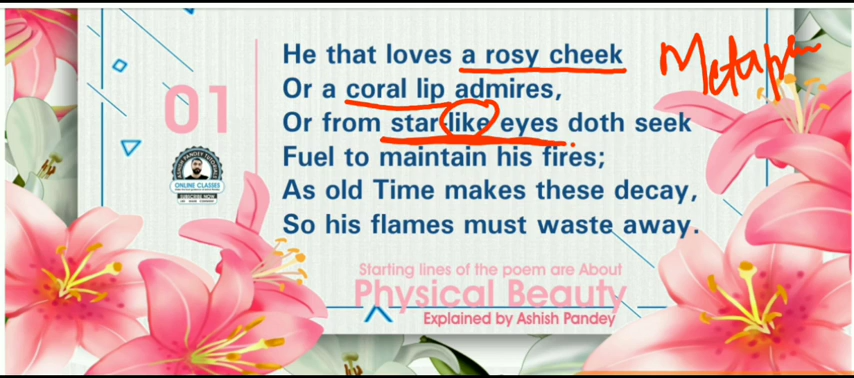 He that loves a rosy cheek
Or a coral lip admires,
Or from star-like eyes doth seek
Fuel to maintain his fires;
As old Time makes these decay,
So his flames must waste away.
01
ONLINE CLASSES
SUBSCRIBE NOW
Starting lines of the poem are About
Physical Beauty
Explained by Ashish Pandey